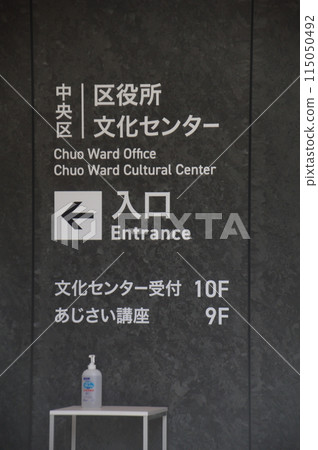 中央区
区役所
文化センター
Chuo Ward Office
Chuo Ward Cultural Center
入口
Entrance
文化センター受付 10F
あじさい講座 9F
PIXTA
115050492